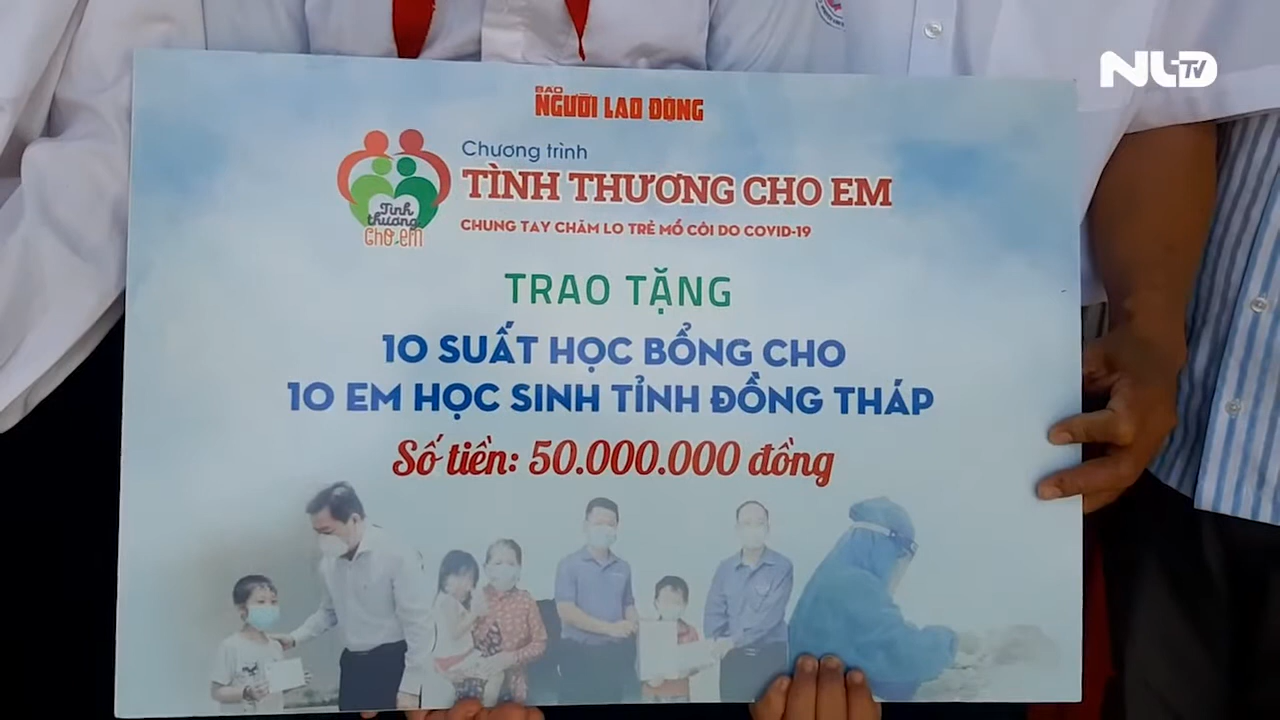 NLTV
BÁO
NGƯỜI LAO ĐỘNG
Chương trình
TÌNH THƯƠNG CHO EM
CHUNG TAY CHĂM LO TRẺ MỒ CÔI DO COVID-19
Tình
thương
Cho em
TRAO TẶNG
10 SUẤT HỌC BỔNG CHO
10 EM HỌC SINH TỈNH ĐỒNG THÁP
Số tiền: 50.000.000 đồng